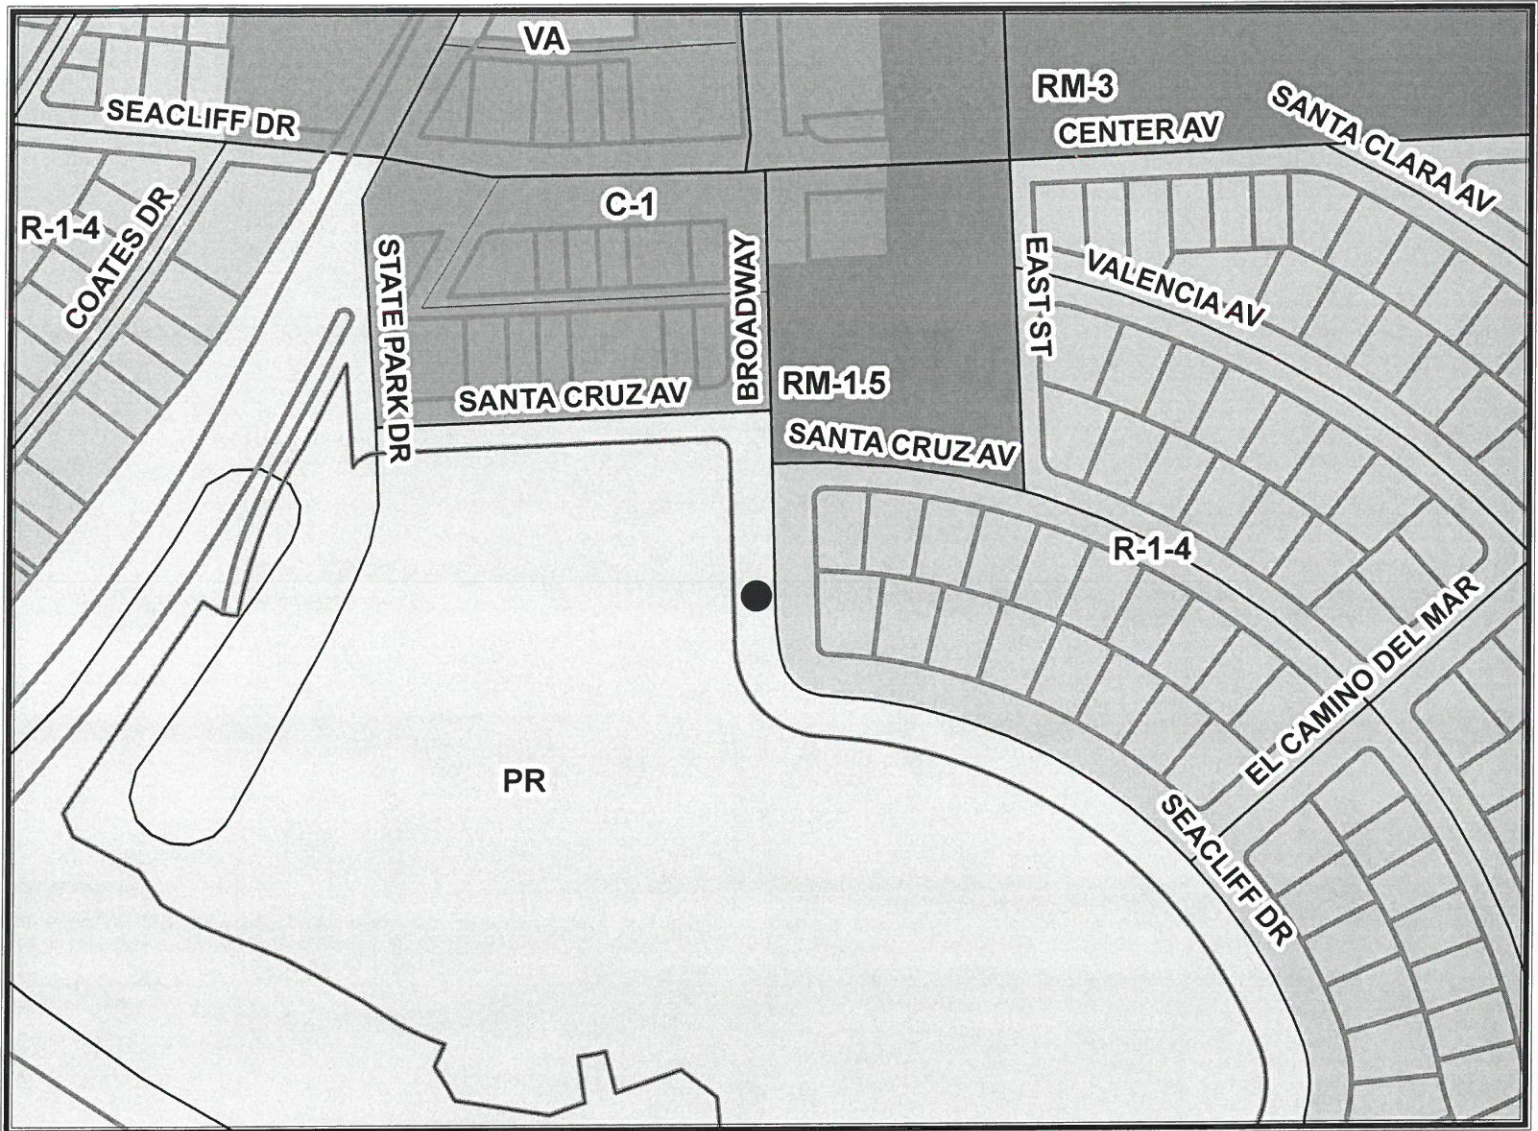 VA
RM-3
SEACLIFF DR
CENTER AV
SANTA CLARA AV
R-1-4
COATES DR
C-1
STATE PARK DR
BROADWAY
EAST ST
VALENCIA AV
SANTA CRUZ AV
RM-1.5
SANTA CRUZ AV
R-1-4
EL CAMINO DEL MAR
PR
SEACLIFF DR